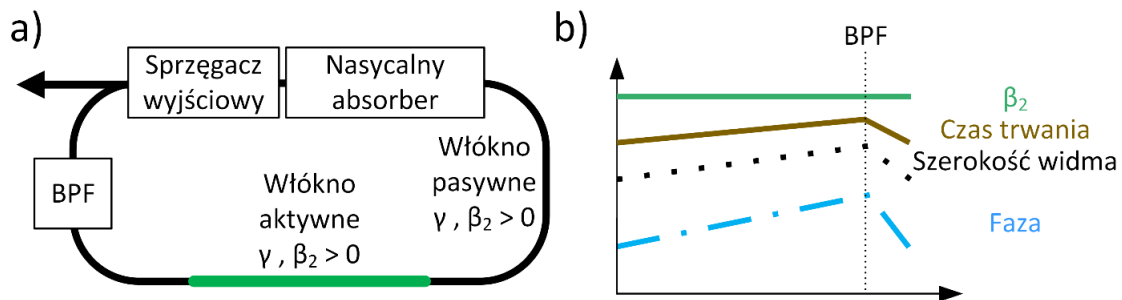 a)
Sprzęgacz
wyjściowy
Nasycalny
absorber
BPF
Włókno
aktywne
γ , β₂ > 0
Włókno
pasywne
γ , β₂ > 0
b)
BPF
β₂
Czas trwania
Szerokość widma
Faza